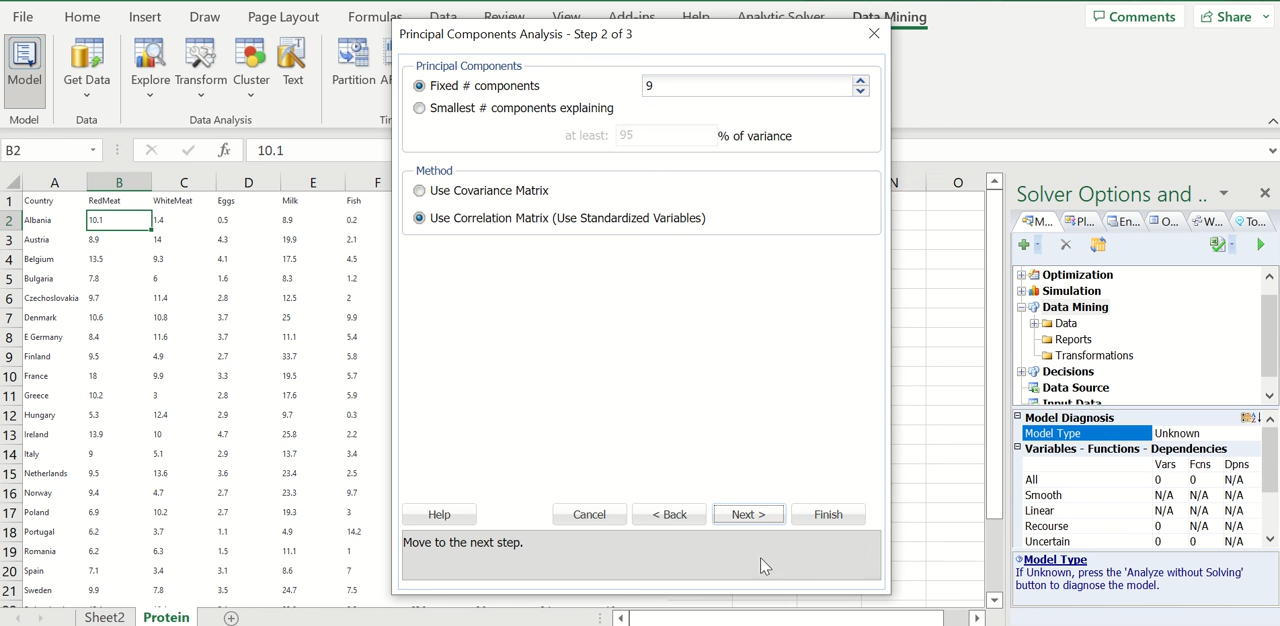 File Home Insert Draw Page Layout Formulas Data Review View Add-ins Help Analytic Solver Data Mining Comments Share
Model Get Data Explore Transform Cluster Text Partition
Model Data Data Analysis
B2 fx 10.1
Principal Components Analysis - Step 2 of 3
Principal Components
Fixed # components 9
Smallest # components explaining
at least: 95 % of variance
Method
Use Covariance Matrix
Use Correlation Matrix (Use Standardized Variables)
Help Cancel < Back Next > Finish
Move to the next step.
A B C D E F N O
1 Country RedMeat WhiteMeat Eggs Milk Fish
2 Albania 10.1 1.4 0.5 8.9 0.2
3 Austria 8.9 14 4.3 19.9 2.1
4 Belgium 13.5 9.3 4.1 17.5 4.5
5 Bulgaria 7.8 6 1.6 8.3 1.2
6 Czechoslovakia 9.7 11.4 2.8 12.5 2
7 Denmark 10.6 10.8 3.7 25 9.9
8 E Germany 8.4 11.6 3.7 11.1 5.4
9 Finland 9.5 4.9 2.7 33.7 5.8
10 France 18 9.9 3.3 19.5 5.7
11 Greece 10.2 3 2.8 17.6 5.9
12 Hungary 5.3 12.4 2.9 9.7 0.3
13 Ireland 13.9 10 4.7 25.8 2.2
14 Italy 9 5.1 2.9 13.7 3.4
15 Netherlands 9.5 13.6 3.6 23.4 2.5
16 Norway 9.4 4.7 2.7 23.3 9.7
17 Poland 6.9 10.2 2.7 19.3 3
18 Portugal 6.2 3.7 1.1 4.9 14.2
19 Romania 6.2 6.3 1.5 11.1 1
20 Spain 7.1 3.4 3.1 8.6 7
21 Sweden 9.9 7.8 3.5 24.7 7.5
Sheet2 Protein
Solver Options and ..
M... Pl... En... O... W... To...
Optimization
Simulation
Data Mining
Data
Reports
Transformations
Decisions
Data Source
Input Data
Model Diagnosis
Model Type Unknown
Variables - Functions - Dependencies
Vars Fcns Dpns
All 0 0 N/A
Smooth N/A N/A N/A
Linear N/A N/A N/A
Recourse 0 N/A N/A
Uncertain 0 0 N/A
Model Type
If Unknown, press the 'Analyze without Solving'
button to diagnose the model.